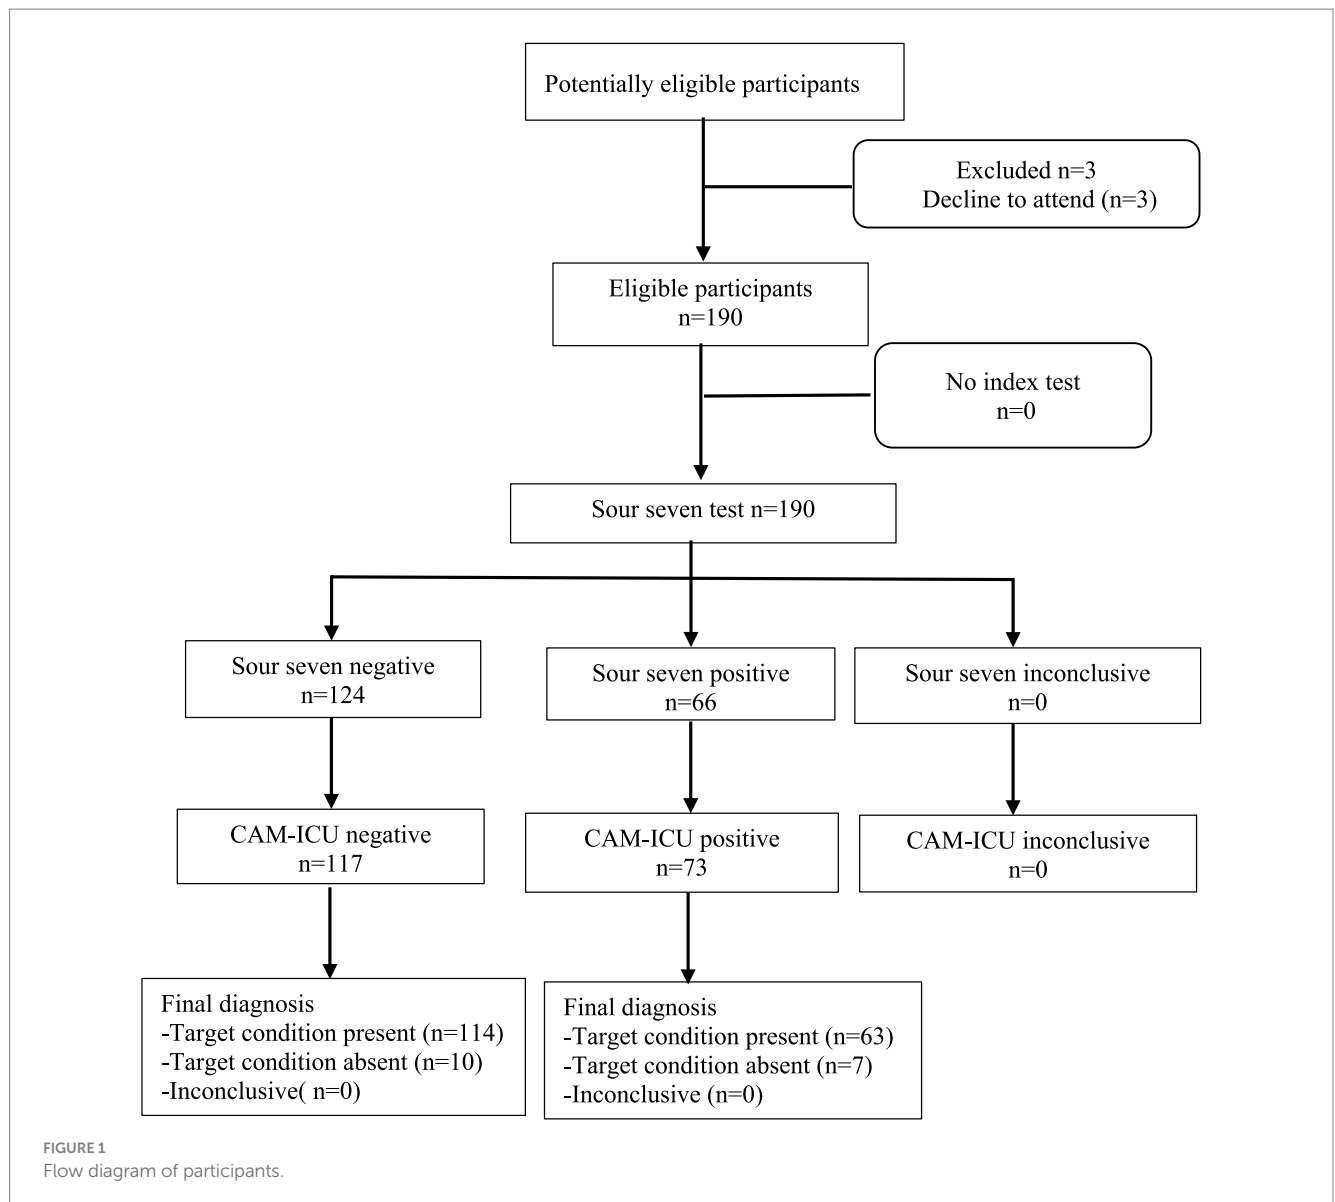 Potentially eligible participants
Excluded n=3
Decline to attend (n=3)
Eligible participants
n=190
No index test
n=0
Sour seven test n=190
Sour seven negative
n=124
Sour seven positive
n=66
Sour seven inconclusive
n=0
CAM-ICU negative
n=117
CAM-ICU positive
n=73
CAM-ICU inconclusive
n=0
Final diagnosis
-Target condition present (n=114)
-Target condition absent (n=10)
-Inconclusive( n=0)
Final diagnosis
-Target condition present (n=63)
-Target condition absent (n=7)
-Inconclusive (n=0)
FIGURE 1
Flow diagram of participants.